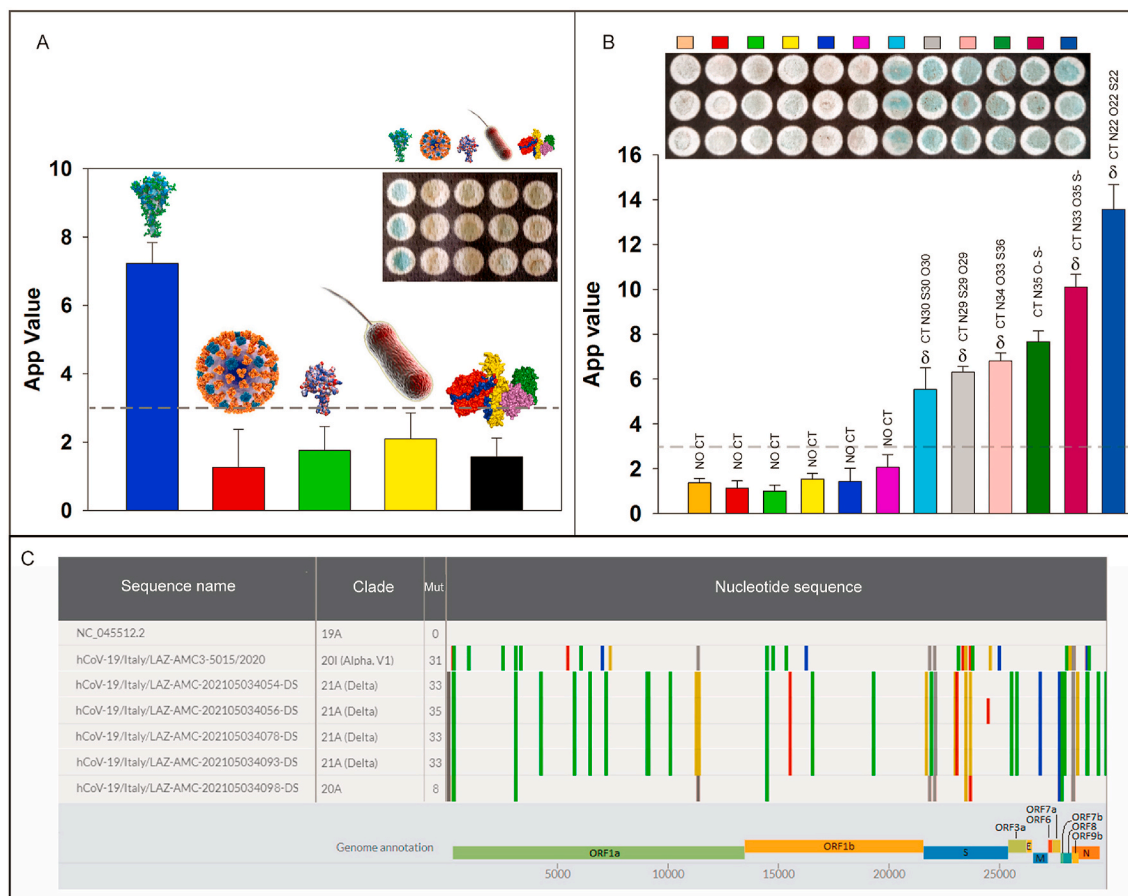 A
10
8
6
4
2
0
App Value
B
16
14
12
10
8
6
4
2
0
App value
NO CT
NO CT
NO CT
NO CT
NO CT
NO CT
δ CT N30 S30 O30
δ CT N29 S29 O29
δ CT N34 O33 S36
CT N35 O- S-
δ CT N33 O35 S-
δ CT N22 O22 S22
C
Sequence name Clade Mut Nucleotide sequence
NC_045512.2 19A 0
hCoV-19/Italy/LAZ-AMC3-5015/2020 20I (Alpha, V1) 31
hCoV-19/Italy/LAZ-AMC-202105034054-DS 21A (Delta) 33
hCoV-19/Italy/LAZ-AMC-202105034056-DS 21A (Delta) 35
hCoV-19/Italy/LAZ-AMC-202105034078-DS 21A (Delta) 33
hCoV-19/Italy/LAZ-AMC-202105034093-DS 21A (Delta) 33
hCoV-19/Italy/LAZ-AMC-202105034098-DS 20A 8
Genome annotation
ORF1a
ORF1b
S
ORF3a
E
M
ORF6
ORF7a
ORF7b
ORF8
ORF9b
N
5000 10000 15000 20000 25000